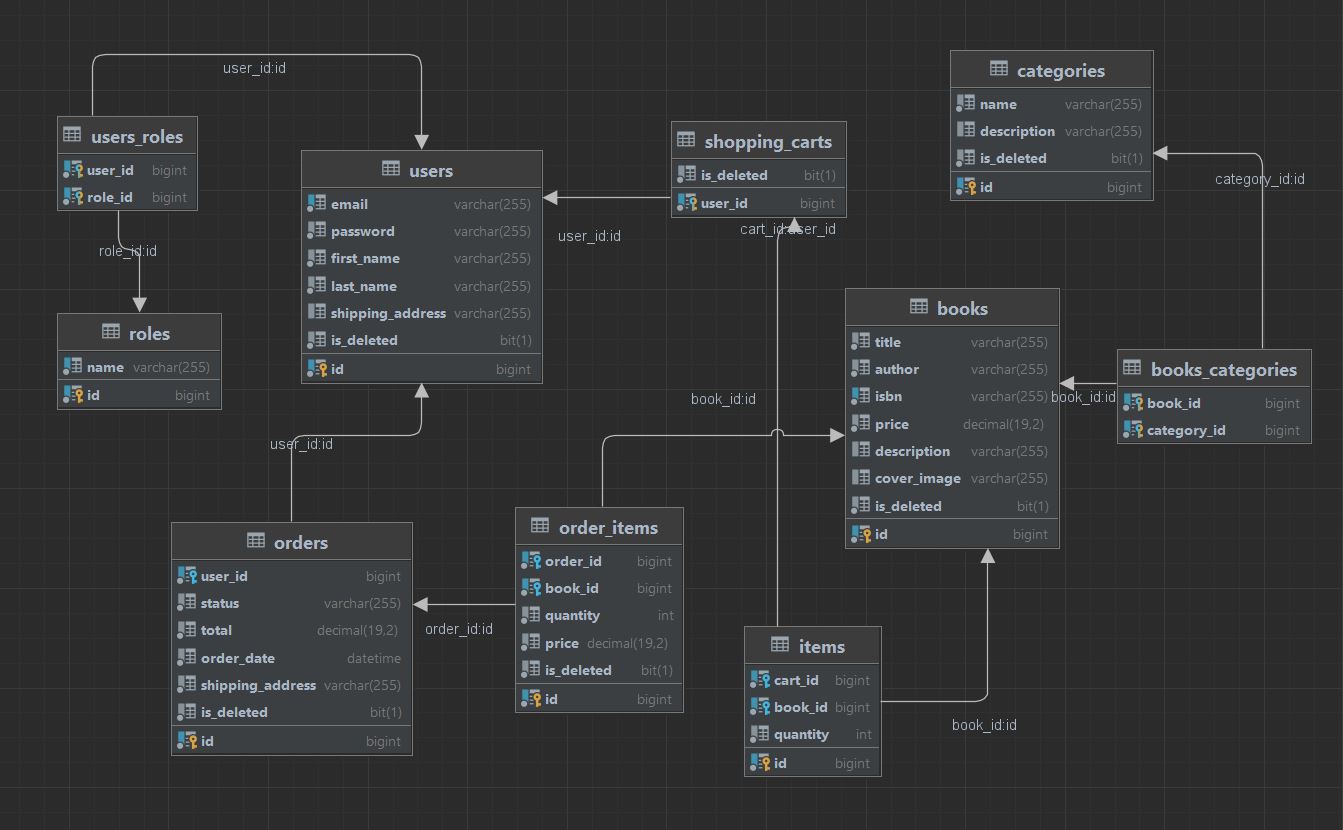 user_id:id
users_roles
user_id bigint
role_id bigint
role_id:id
roles
name varchar(255)
id bigint
users
email varchar(255)
password varchar(255)
first_name varchar(255)
last_name varchar(255)
shipping_address varchar(255)
is_deleted bit(1)
id bigint
user_id:id
shopping_carts
is_deleted bit(1)
user_id bigint
cart_id:user_id
categories
name varchar(255)
description varchar(255)
is_deleted bit(1)
id bigint
category_id:id
books
title varchar(255)
author varchar(255)
isbn varchar(255)
price decimal(19,2)
description varchar(255)
cover_image varchar(255)
is_deleted bit(1)
id bigint
book_id:id
books_categories
book_id bigint
category_id bigint
book_id:id
user_id:id
orders
user_id bigint
status varchar(255)
total decimal(19,2)
order_date datetime
shipping_address varchar(255)
is_deleted bit(1)
id bigint
order_id:id
order_items
order_id bigint
book_id bigint
quantity int
price decimal(19,2)
is_deleted bit(1)
id bigint
items
cart_id bigint
book_id bigint
quantity int
id bigint
book_id:id